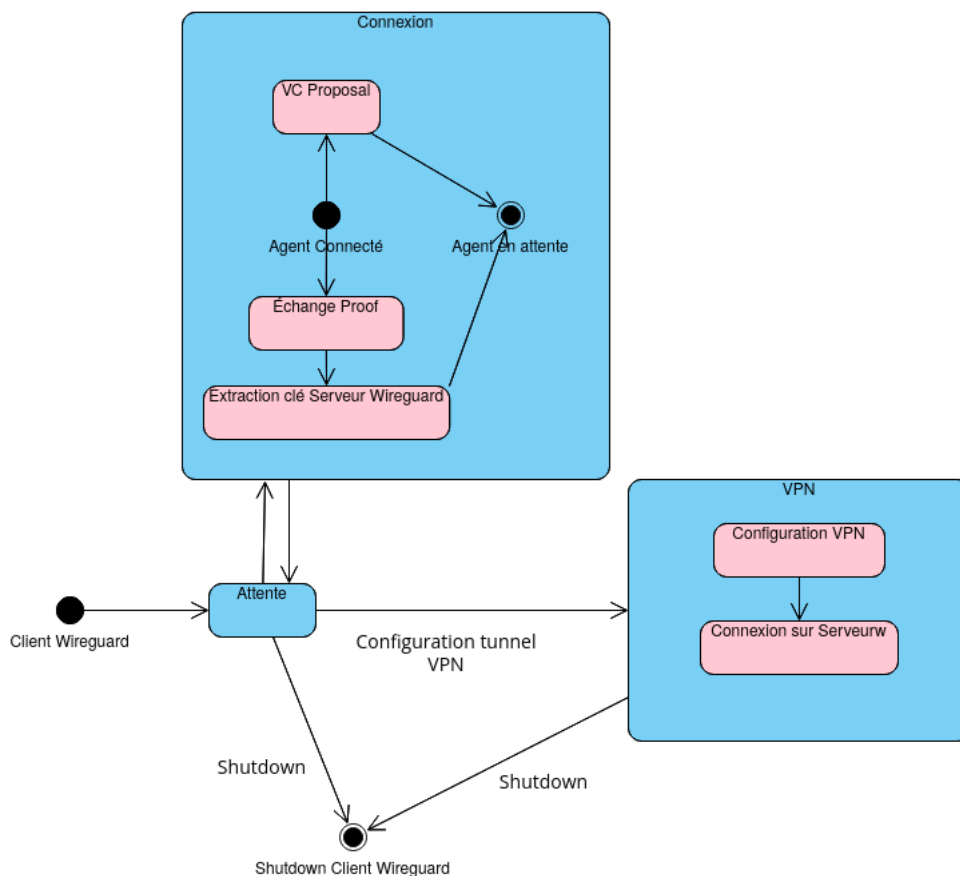 Connexion
VC Proposal
Agent Connecté
Agent en attente
Échange Proof
Extraction clé Serveur Wireguard
VPN
Configuration VPN
Connexion sur Serveurw
Attente
Client Wireguard
Configuration tunnel
VPN
Shutdown
Shutdown
Shutdown Client Wireguard